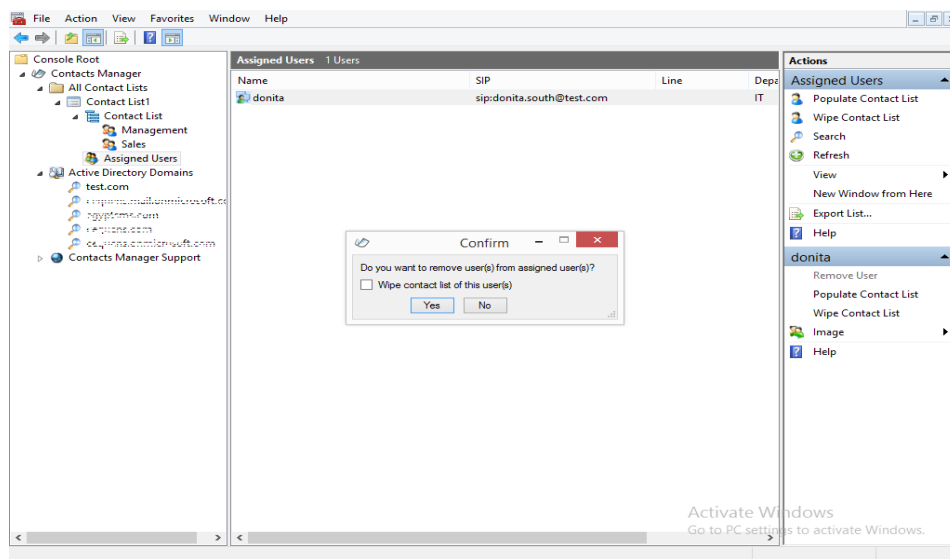 File Action View Favorites Window Help
Console Root
Contacts Manager
All Contact Lists
Contact List1
Contact List
Management
Sales
Assigned Users
Active Directory Domains
test.com
Contacts Manager Support
Assigned Users 1 Users
Name SIP Line Depa
donita sip:donita.south@test.com IT
Confirm
Do you want to remove user(s) from assigned user(s)?
Wipe contact list of this user(s)
Yes No
Actions
Assigned Users
Populate Contact List
Wipe Contact List
Search
Refresh
View
New Window from Here
Export List...
Help
donita
Remove User
Populate Contact List
Wipe Contact List
Image
Help
Activate Windows
Go to PC settings to activate Windows.